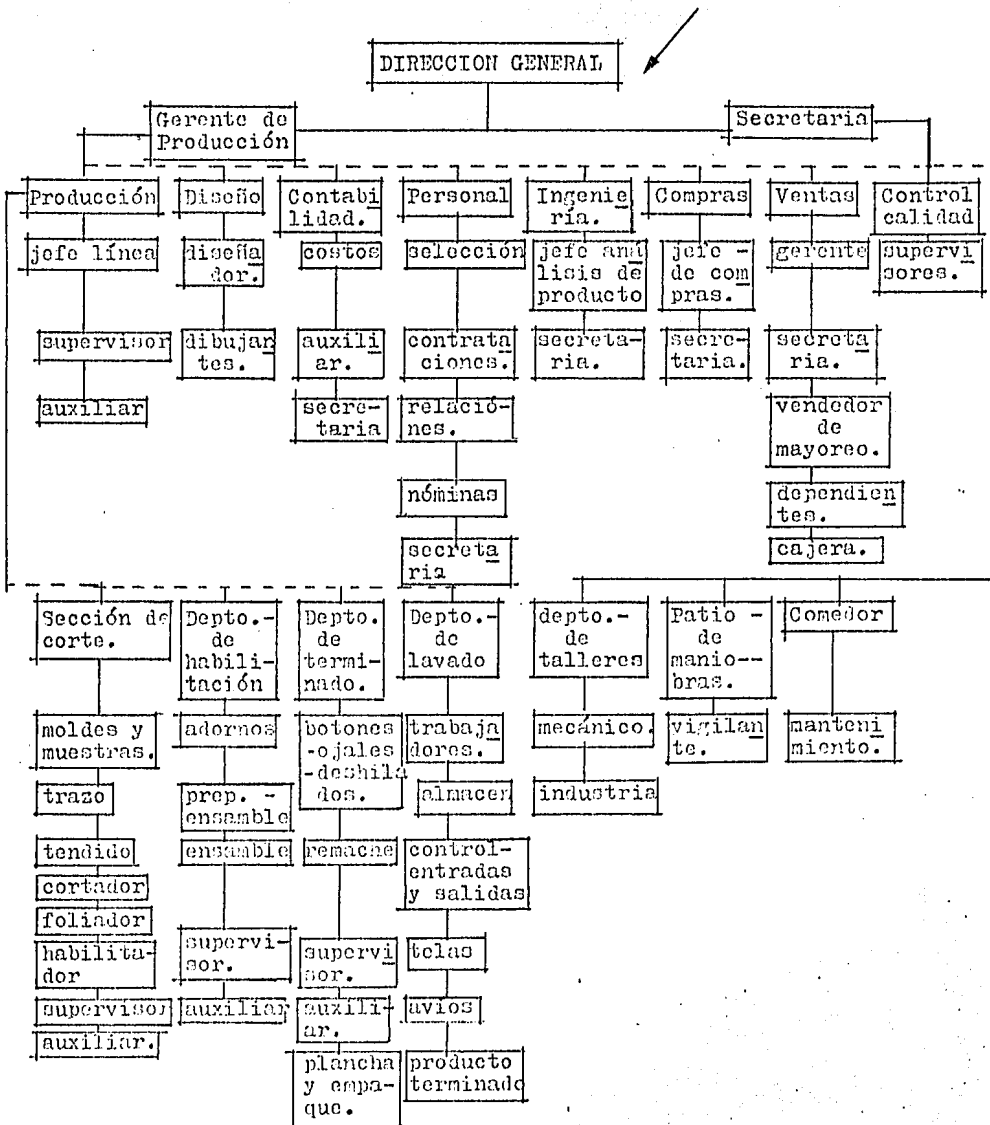 DIRECCION GENERAL
Gerente de
Producción
Secretaria
Producción
jefe línea
supervisor
auxiliar
Diseño
diseña
dor.
dibujan
tes.
Contabi
lidad.
costos
auxili
ar.
secre-
taria
Personal
selección
contrata
ciones.
relació-
nes.
nóminas
secreta
ria
Ingenie
ría.
jefe aná
lisis de
producto
secreta-
ria.
Compras
jefe -
de com
pras.
secre-
taria.
Ventas
gerente
secreta
ria.
vendedor
de
mayoreo.
dependien
tes.
cajera.
Control
calidad
supervi
sores.
Sección de
corte.
moldes y
muestras.
trazo
tendido
cortador
foliador
habilita-
dor
supervisor
auxiliar.
Depto.-
de
habili-
tación
adornos
prep. -
ensamble
ensamble
supervi-
sor.
auxiliar
Depto.
de
termi-
nado.
botones
-ojales
-deshila
dos.
remache
supervi
sor.
auxili-
ar.
plancha
y empa-
que.
Depto.-
de
lavado
trabaja
dores.
almacen
control-
entradas
y salidas
telas
avios
producto
terminado
depto.-
de
talleres
mecánico.
industria
Patio -
de
manio--
bras.
vigilan
te.
Comedor
manteni
miento.